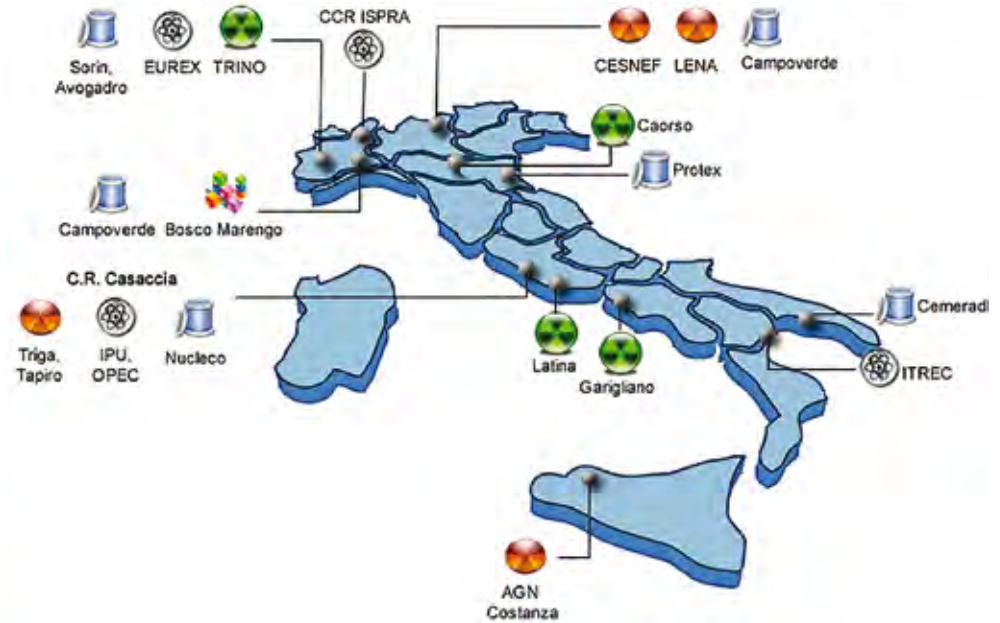 CCR ISPRA
Sorin,
Avogadro
EUREX
TRINO
CESNEF
LENA
Campoverde
Caorso
Protex
Campoverde
Bosco Marengo
C.R. Casaccia
Triga,
Tapiro
IPU,
OPEC
Nucleco
Latina
Garigliano
Cemeradl
ITREC
AGN
Costanza